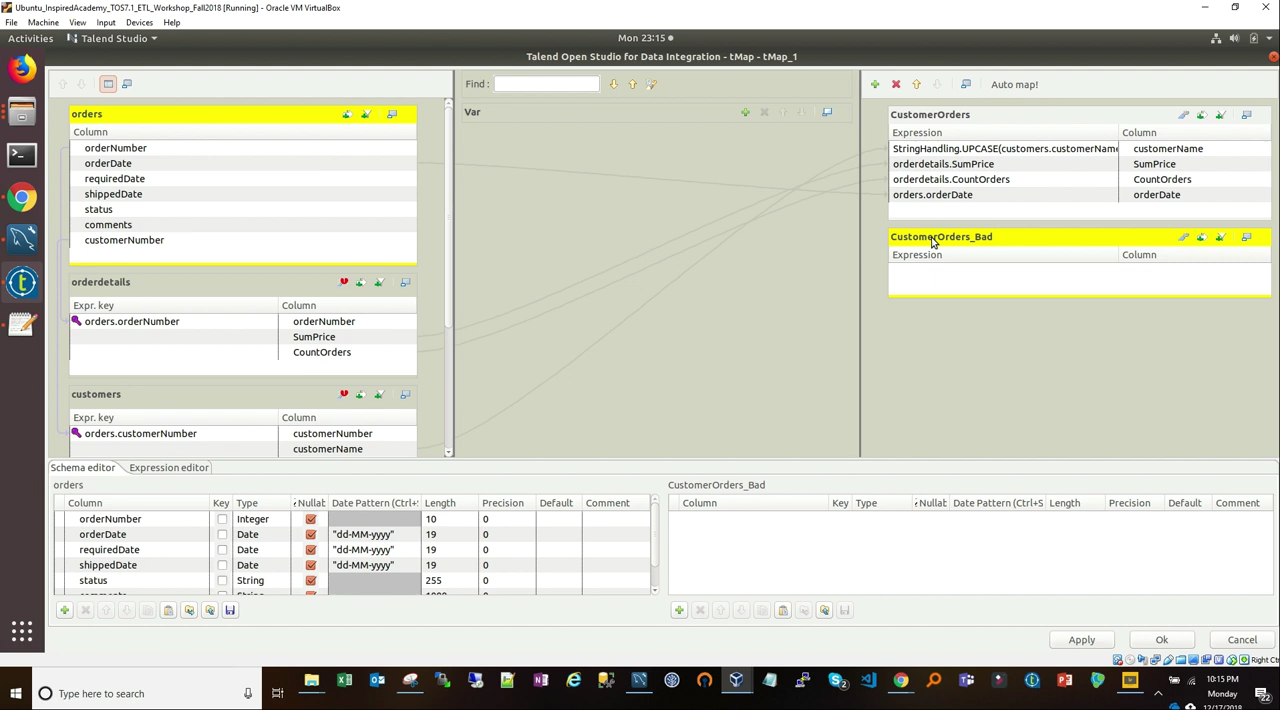 Ubuntu_InspiredAcademy_TOS7.1_ETL_Workshop_Fall2018 [Running] - Oracle VM VirtualBox
File Machine View Input Devices Help
Activities Talend Studio Mon 23:15
Talend Open Studio for Data Integration - tMap - tMap_1
Find : Auto map!
orders
Column
orderNumber
orderDate
requiredDate
shippedDate
status
comments
customerNumber
orderdetails
Expr. key Column
orders.orderNumber orderNumber
SumPrice
CountOrders
customers
Expr. key Column
orders.customerNumber customerNumber
customerName
Var
CustomerOrders
Expression Column
StringHandling.UPCASE(customers.customerName customerName
orderdetails.SumPrice SumPrice
orderdetails.CountOrders CountOrders
orders.orderDate orderDate
CustomerOrders_Bad
Expression Column
Schema editor Expression editor
orders
Column Key Type Nullat Date Pattern (Ctrl+ Length Precision Default Comment
orderNumber Integer 10 0
orderDate Date "dd-MM-yyyy" 19 0
requiredDate Date "dd-MM-yyyy" 19 0
shippedDate Date "dd-MM-yyyy" 19 0
status String 255 0
CustomerOrders_Bad
Column Key Type Nullat Date Pattern (Ctrl+S Length Precision Default Comment
Apply Ok Cancel
Right Ct
Type here to search
10:15 PM
Monday
12/17/2018
22